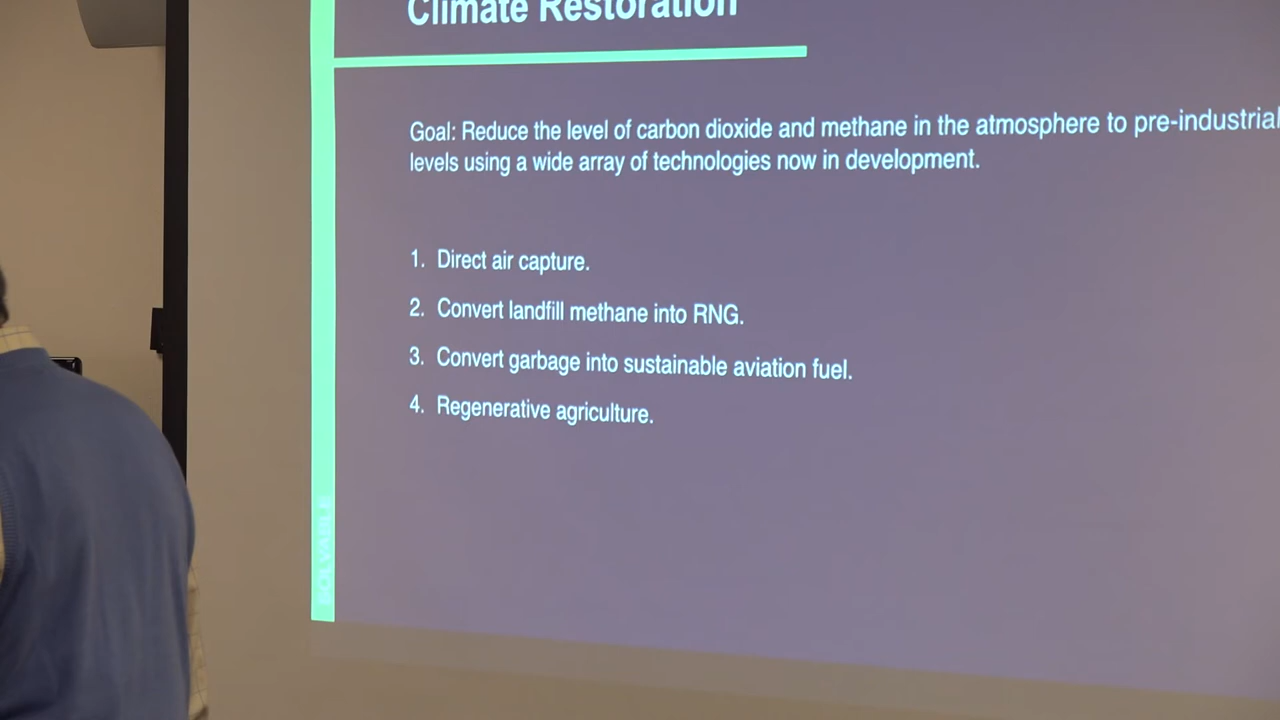 Climate Restoration
Goal: Reduce the level of carbon dioxide and methane in the atmosphere to pre-industrial
levels using a wide array of technologies now in development.
1. Direct air capture.
2. Convert landfill methane into RNG.
3. Convert garbage into sustainable aviation fuel.
4. Regenerative agriculture.
SOLVABLE